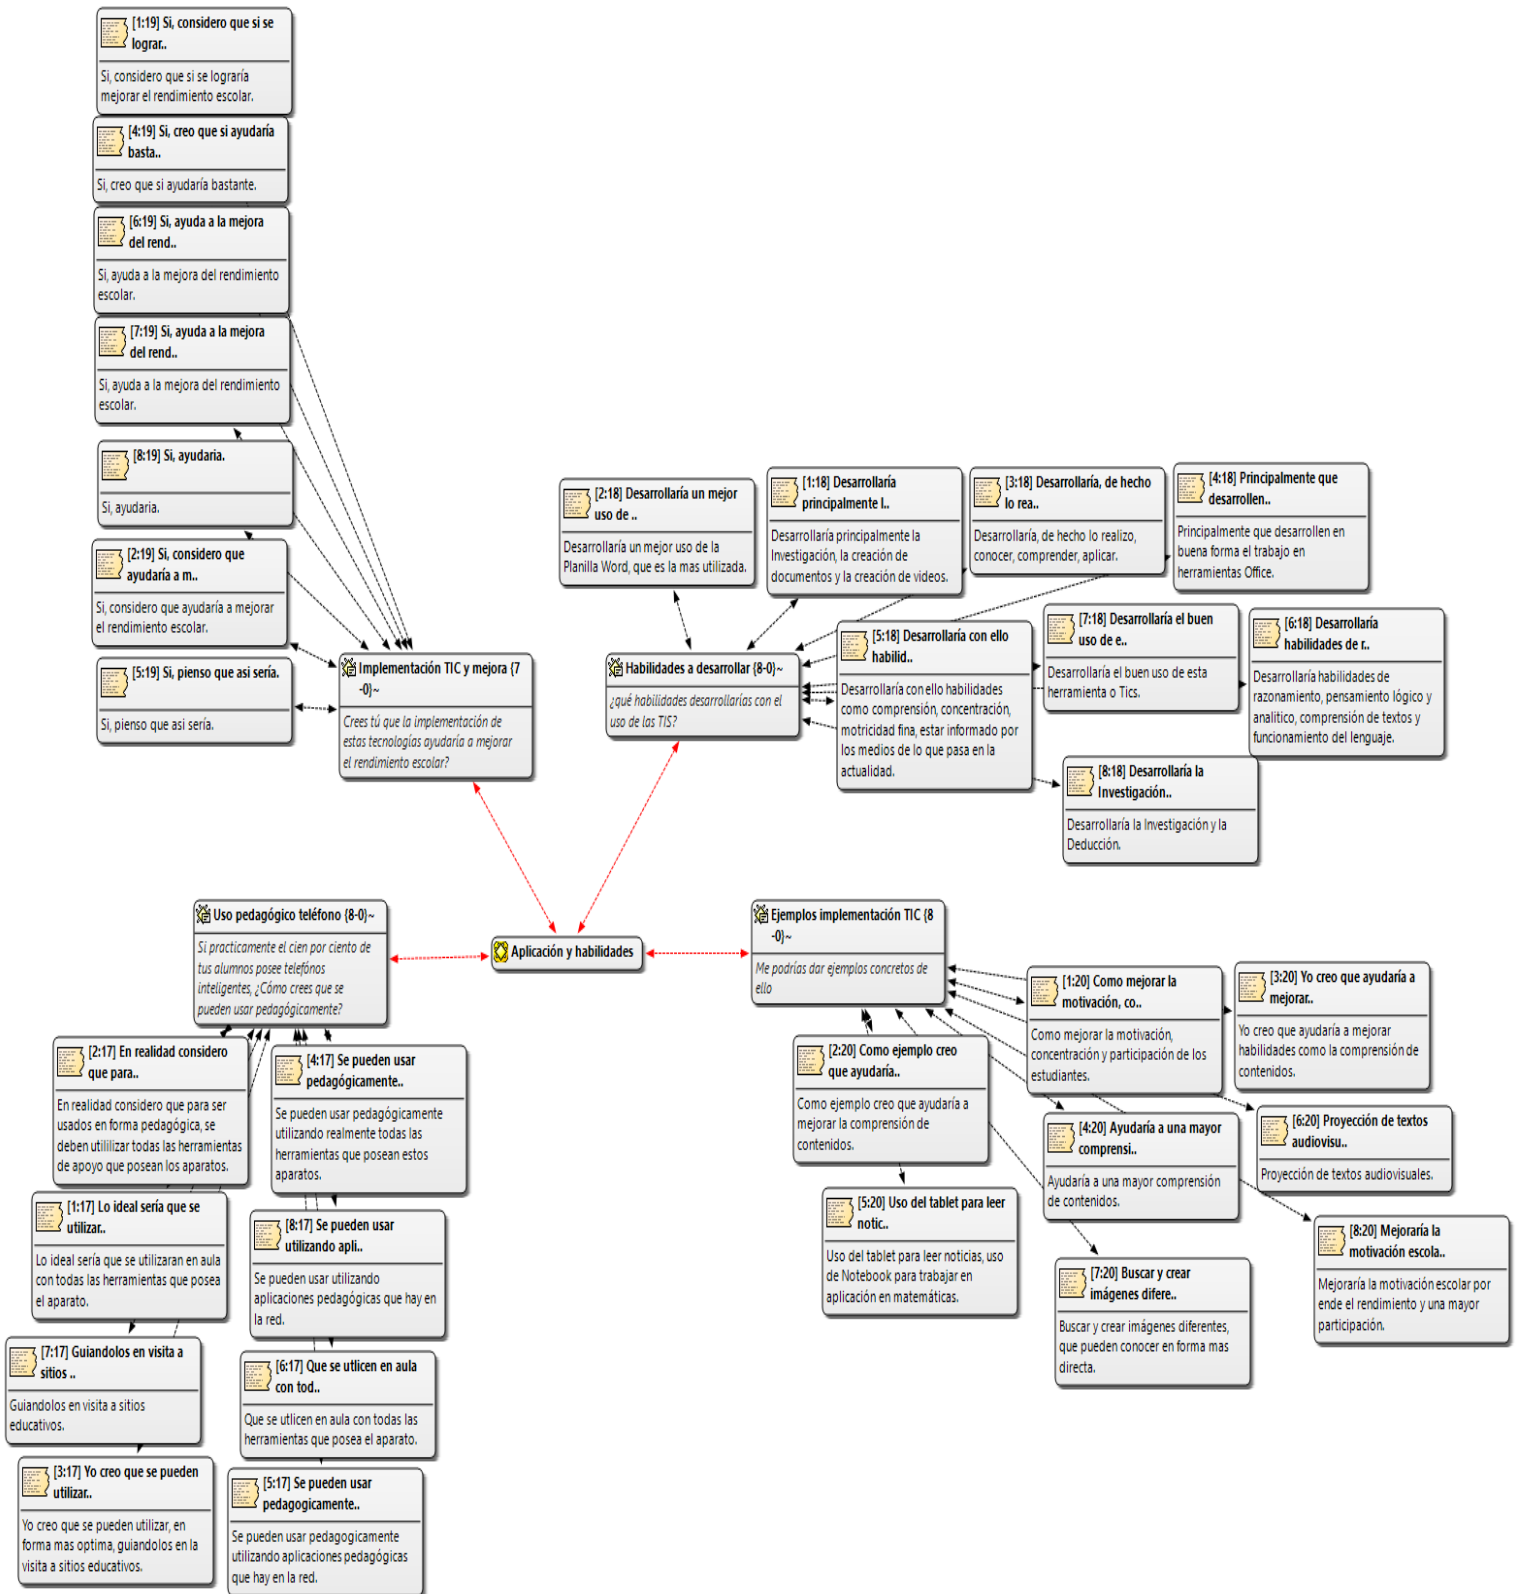 [1:19] Si, considero que si se
lograr..
Si, considero que si se lograría
mejorar el rendimiento escolar.
[4:19] Si, creo que si ayudaría
basta..
Si, creo que si ayudaría bastante.
[6:19] Si, ayuda a la mejora
del rend..
Si, ayuda a la mejora del rendimiento
escolar.
[7:19] Si, ayuda a la mejora
del rend..
Si, ayuda a la mejora del rendimiento
escolar.
[8:19] Si, ayudaria.
Si, ayudaria.
[2:19] Si, considero que
ayudaría a m..
Si, considero que ayudaría a mejorar
el rendimiento escolar.
[5:19] Si, pienso que asi sería.
Si, pienso que asi sería.
Implementación TIC y mejora {7
-0}~
Crees tú que la implementación de
estas tecnologías ayudaría a mejorar
el rendimiento escolar?
[2:18] Desarrollaría un mejor
uso de ..
Desarrollaría un mejor uso de la
Planilla Word, que es la mas utilizada.
[1:18] Desarrollaría
principalmente l..
Desarrollaría principalmente la
Investigación, la creación de
documentos y la creación de videos.
[3:18] Desarrollaría, de hecho
lo rea..
Desarrollaría, de hecho lo realizo,
conocer, comprender, aplicar.
[4:18] Principalmente que
desarrollen..
Principalmente que desarrollen en
buena forma el trabajo en
herramientas Office.
Habilidades a desarrollar {8-0}~
¿qué habilidades desarrollarías con el
uso de las TIS?
[5:18] Desarrollaría con ello
habilid..
Desarrollaría con ello habilidades
como comprensión, concentración,
motricidad fina, estar informado por
los medios de lo que pasa en la
actualidad.
[7:18] Desarrollaría el buen
uso de e..
Desarrollaría el buen uso de esta
herramienta o Tics.
[6:18] Desarrollaría
habilidades de r..
Desarrollaría habilidades de
razonamiento, pensamiento lógico y
analitico, comprensión de textos y
funcionamiento del lenguaje.
[8:18] Desarrollaría la
Investigación..
Desarrollaría la Investigación y la
Deducción.
Uso pedagógico teléfono {8-0}~
Si practicamente el cien por ciento de
tus alumnos posee telefónos
inteligentes, ¿Cómo crees que se
pueden usar pedagógicamente?
Aplicación y habilidades
Ejemplos implementación TIC {8
-0}~
Me podrías dar ejemplos concretos de
ello
[2:17] En realidad considero
que para..
En realidad considero que para ser
usados en forma pedagógica, se
deben utililizar todas las herramientas
de apoyo que posean los aparatos.
[4:17] Se pueden usar
pedagógicamente..
Se pueden usar pedagógicamente
utilizando realmente todas las
herramientas que posean estos
aparatos.
[1:17] Lo ideal sería que se
utilizar..
Lo ideal sería que se utilizaran en aula
con todas las herramientas que posea
el aparato.
[8:17] Se pueden usar
utilizando apli..
Se pueden usar utilizando
aplicaciones pedagógicas que hay en
la red.
[7:17] Guiandolos en visita a
sitios ..
Guiandolos en visita a sitios
educativos.
[6:17] Que se utlicen en aula
con tod..
Que se utlicen en aula con todas las
herramientas que posea el aparato.
[3:17] Yo creo que se pueden
utilizar..
Yo creo que se pueden utilizar, en
forma mas optima, guiandolos en la
visita a sitios educativos.
[5:17] Se pueden usar
pedagogicamente..
Se pueden usar pedagogicamente
utilizando aplicaciones pedagógicas
que hay en la red.
[1:20] Como mejorar la
motivación, co..
Como mejorar la motivación,
concentración y participación de los
estudiantes.
[3:20] Yo creo que ayudaría a
mejorar..
Yo creo que ayudaría a mejorar
habilidades como la comprensión de
contenidos.
[2:20] Como ejemplo creo
que ayudaría..
Como ejemplo creo que ayudaría a
mejorar la comprensión de
contenidos.
[4:20] Ayudaría a una mayor
comprensi..
Ayudaría a una mayor comprensión
de contenidos.
[6:20] Proyección de textos
audiovisu..
Proyección de textos audiovisuales.
[5:20] Uso del tablet para leer
notic..
Uso del tablet para leer noticias, uso
de Notebook para trabajar en
aplicación en matemáticas.
[8:20] Mejoraría la
motivación escola..
Mejoraría la motivación escolar por
ende el rendimiento y una mayor
participación.
[7:20] Buscar y crear
imágenes difere..
Buscar y crear imágenes diferentes,
que pueden conocer en forma mas
directa.